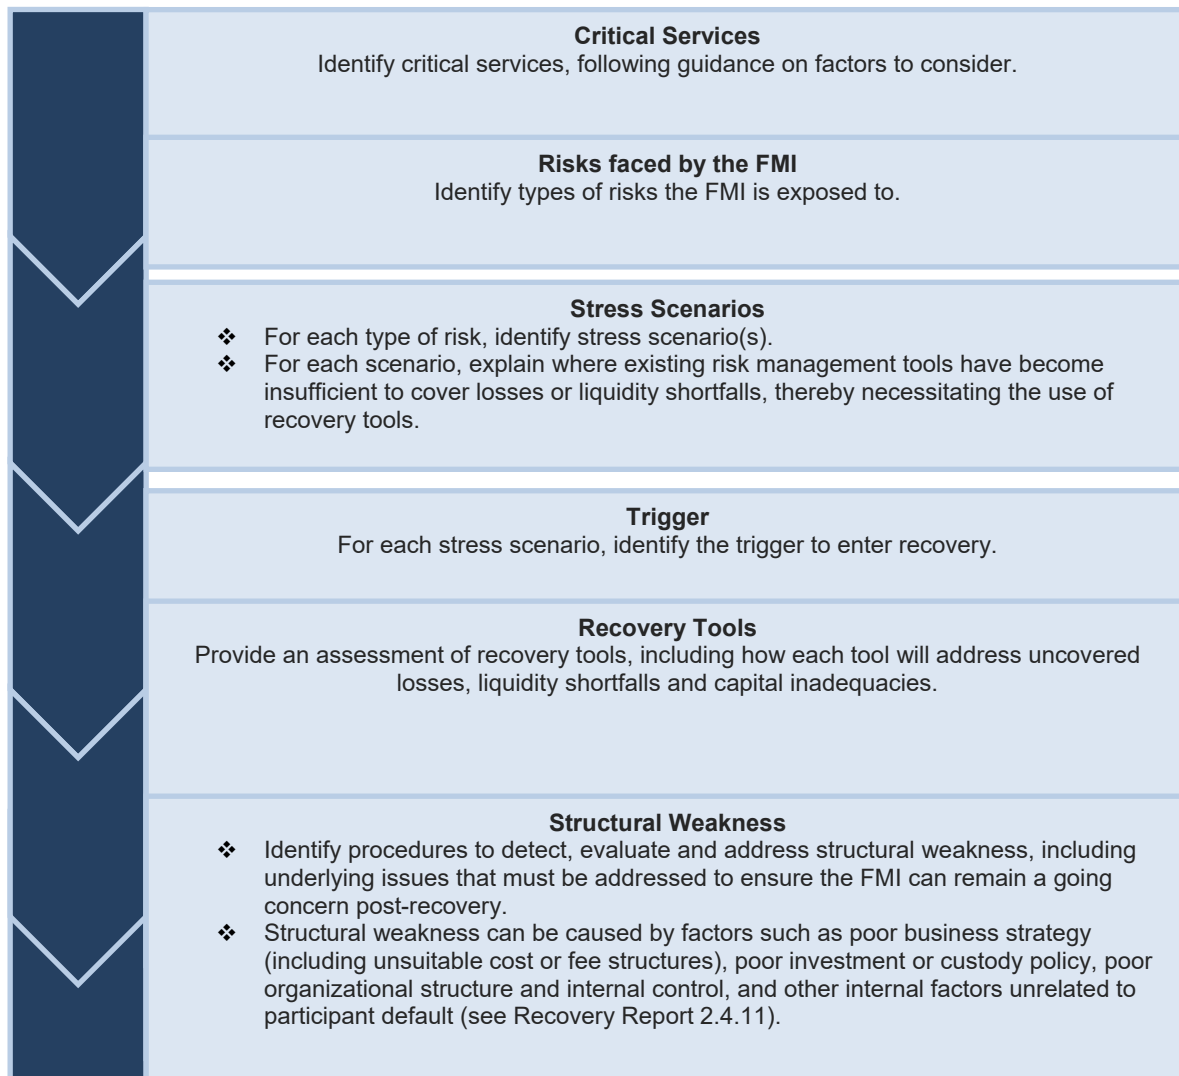 Critical Services
Identify critical services, following guidance on factors to consider.
Risks faced by the FMI
Identify types of risks the FMI is exposed to.
Stress Scenarios
❖ For each type of risk, identify stress scenario(s).
❖ For each scenario, explain where existing risk management tools have become
insufficient to cover losses or liquidity shortfalls, thereby necessitating the use of
recovery tools.
Trigger
For each stress scenario, identify the trigger to enter recovery.
Recovery Tools
Provide an assessment of recovery tools, including how each tool will address uncovered
losses, liquidity shortfalls and capital inadequacies.
Structural Weakness
❖ Identify procedures to detect, evaluate and address structural weakness, including
underlying issues that must be addressed to ensure the FMI can remain a going
concern post-recovery.
❖ Structural weakness can be caused by factors such as poor business strategy
(including unsuitable cost or fee structures), poor investment or custody policy, poor
organizational structure and internal control, and other internal factors unrelated to
participant default (see Recovery Report 2.4.11).